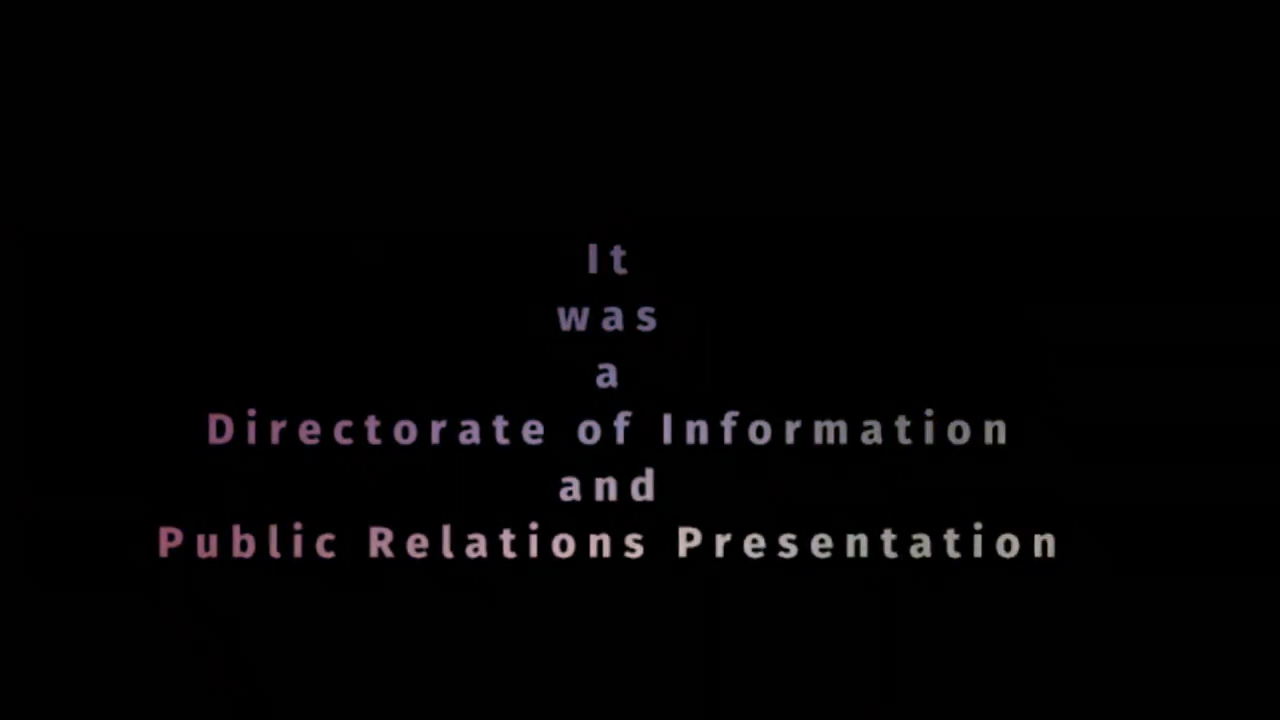 It
was
a
Directorate of Information
and
Public Relations Presentation